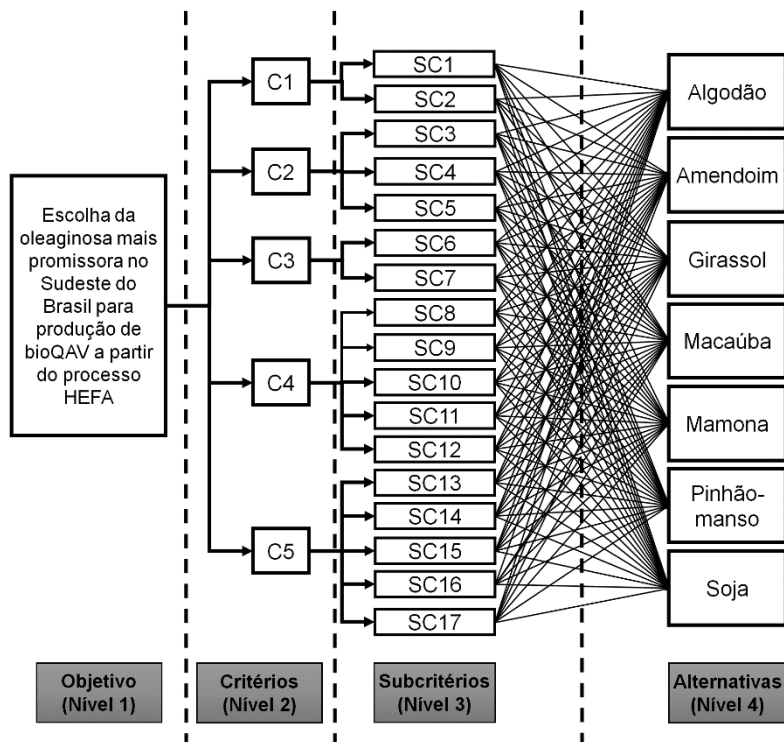 Escolha da
oleaginosa mais
promissora no
Sudeste do
Brasil para
produção de
bioQAV a partir
do processo
HEFA
C1
C2
C3
C4
C5
SC1
SC2
SC3
SC4
SC5
SC6
SC7
SC8
SC9
SC10
SC11
SC12
SC13
SC14
SC15
SC16
SC17
Algodão
Amendoim
Girassol
Macaúba
Mamona
Pinhão-
manso
Soja
Objetivo
(Nível 1)
Critérios
(Nível 2)
Subcritérios
(Nível 3)
Alternativas
(Nível 4)